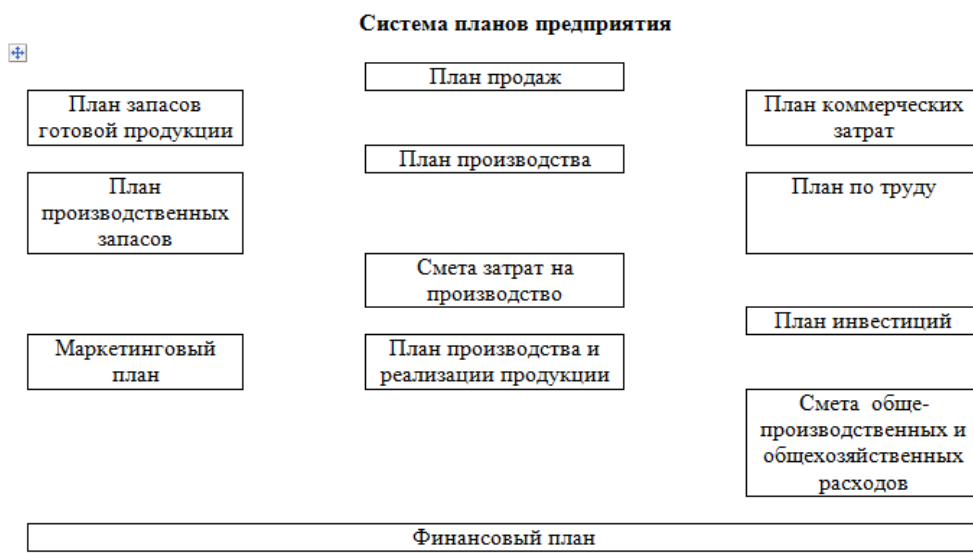 Система планов предприятия
План продаж
План запасов
готовой продукции
План коммерческих
затрат
План производства
План
производственных
запасов
План по труду
Смета затрат на
производство
План инвестиций
Маркетинговый
план
План производства и
реализации продукции
Смета обще-
производственных и
общехозяйственных
расходов
Финансовый план